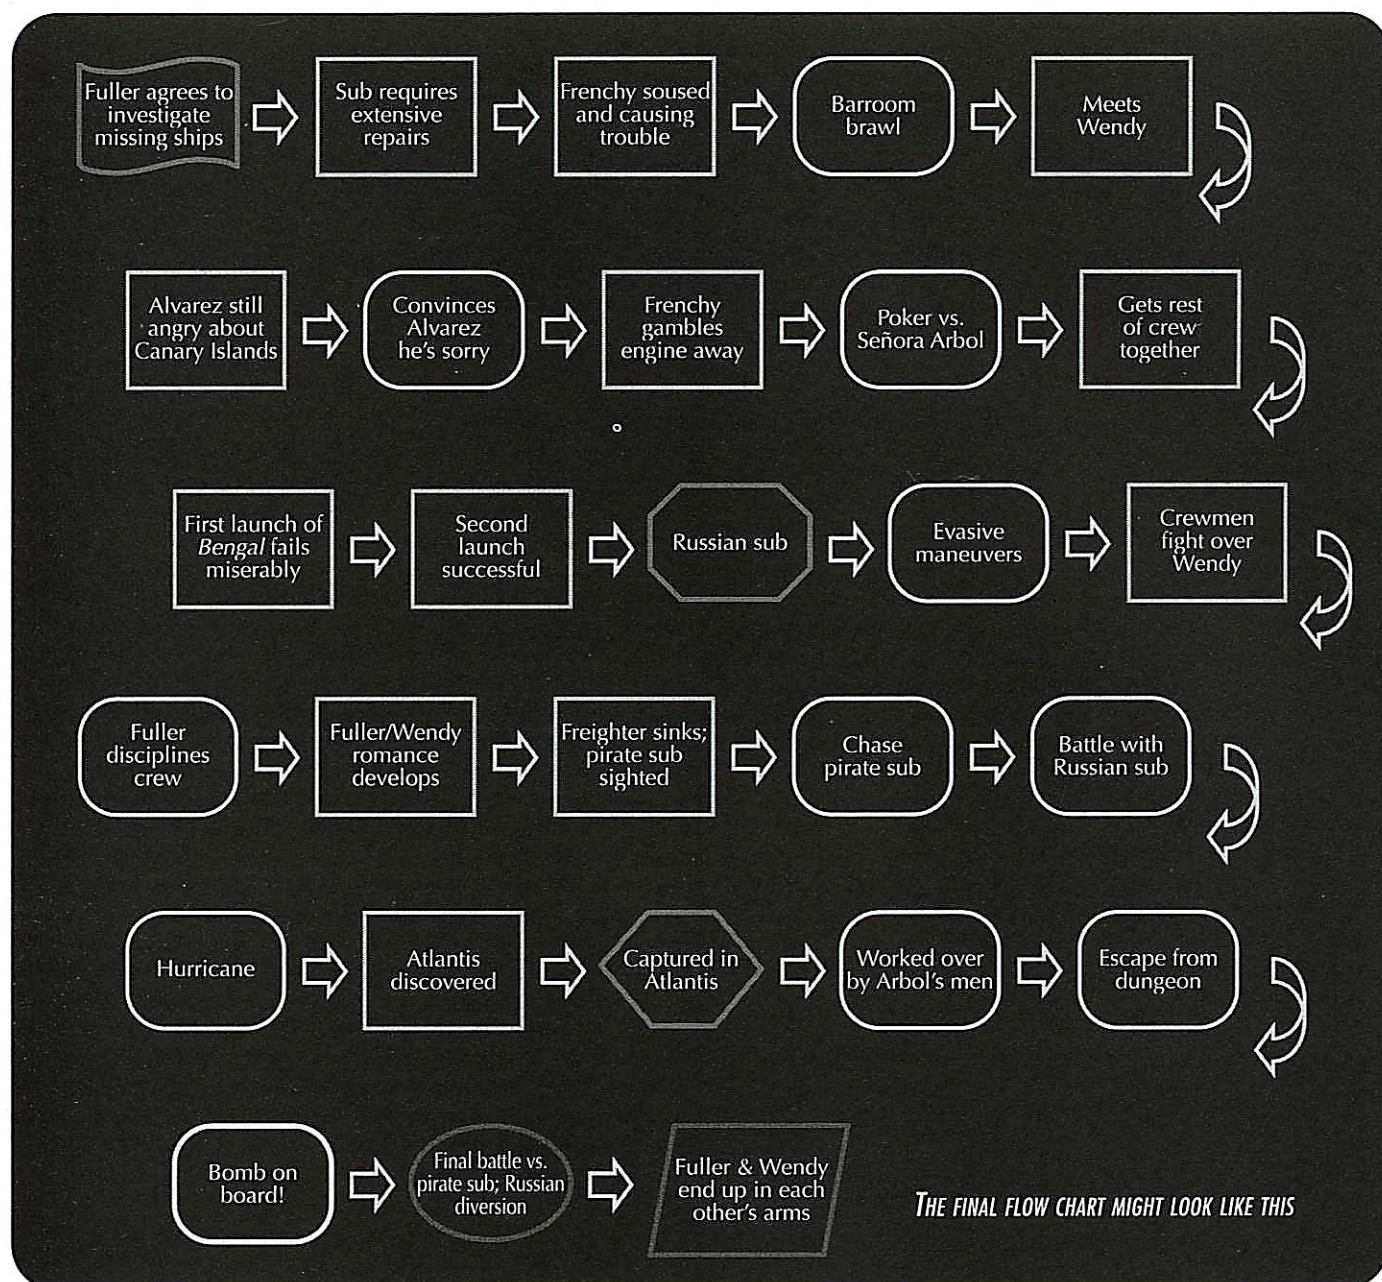 Fuller agrees to
investigate
missing ships
Sub requires
extensive
repairs
Frenchy soused
and causing
trouble
Barroom
brawl
Meets
Wendy
Alvarez still
angry about
Canary Islands
Convinces
Alvarez
he's sorry
Frenchy
gambles
engine away
Poker vs.
Señora Arbol
Gets rest
of crew
together
First launch of
Bengal fails
miserably
Second
launch
successful
Russian sub
Evasive
maneuvers
Crewmen
fight over
Wendy
Fuller
disciplines
crew
Fuller/Wendy
romance
develops
Freighter sinks;
pirate sub
sighted
Chase
pirate sub
Battle with
Russian sub
Hurricane
Atlantis
discovered
Captured in
Atlantis
Worked over
by Arbol's men
Escape from
dungeon
Bomb on
board!
Final battle vs.
pirate sub; Russian
diversion
Fuller & Wendy
end up in each
other's arms
THE FINAL FLOW CHART MIGHT LOOK LIKE THIS